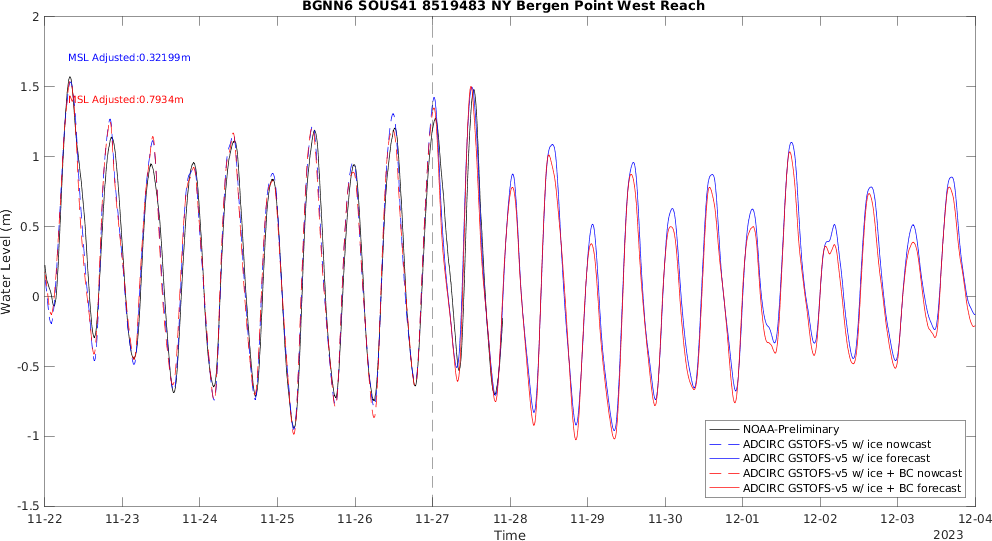 BGNN6 SOUS41 8519483 NY Bergen Point West Reach
2
MSL Adjusted:0.32199m
1.5
MSL Adjusted:0.7934m
1
0.5
Water Level (m)
0
-0.5
-1
NOAA-Preliminary
ADCIRC GSTOFS-v5 w/ ice nowcast
ADCIRC GSTOFS-v5 w/ ice forecast
ADCIRC GSTOFS-v5 w/ ice + BC nowcast
ADCIRC GSTOFS-v5 w/ ice + BC forecast
-1.5
11-22 11-23 11-24 11-25 11-26 11-27 11-28 11-29 11-30 12-01 12-02 12-03 12-04
Time
2023